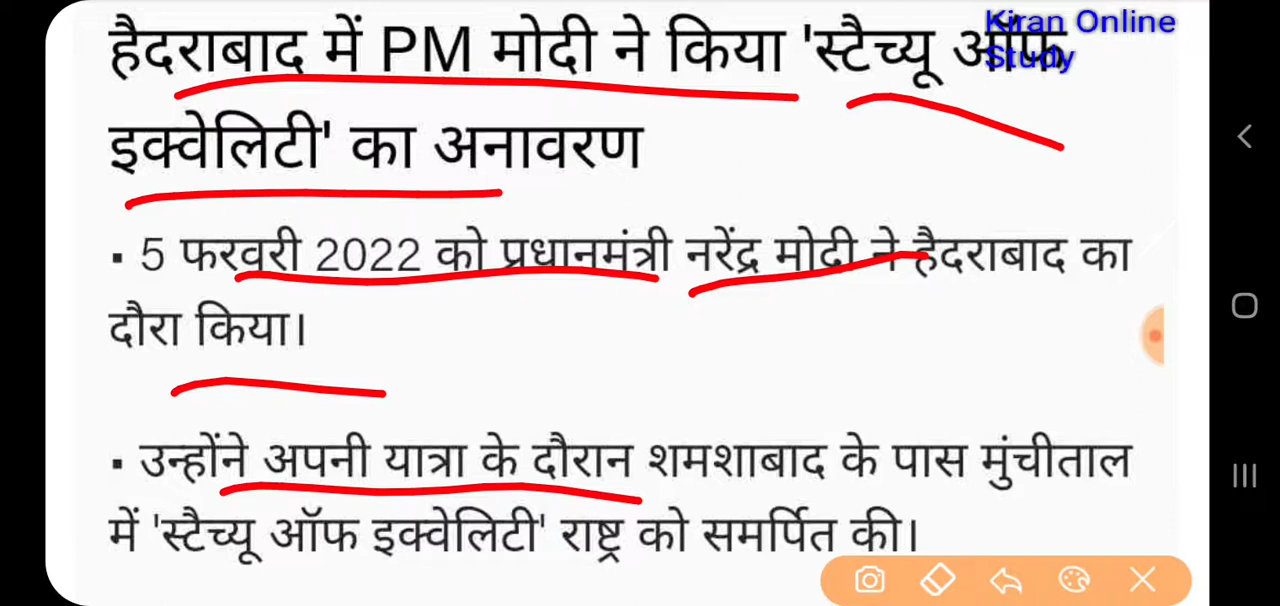 हैदराबाद में PM मोदी ने किया 'स्टैच्यू ऑफ
Kiran Online
Study
इक्वेलिटी' का अनावरण
▪ 5 फरवरी 2022 को प्रधानमंत्री नरेंद्र मोदी ने हैदराबाद का
दौरा किया।
▪ उन्होंने अपनी यात्रा के दौरान शमशाबाद के पास मुंचीताल
में 'स्टैच्यू ऑफ इक्वेलिटी' राष्ट्र को समर्पित की।